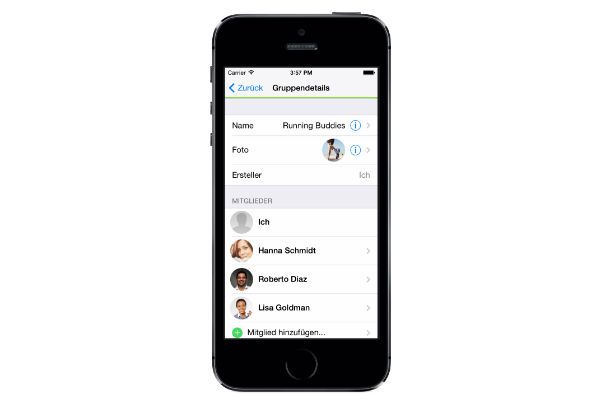 Carrier 3:57 PM
Zurück Gruppendetails
Name Running Buddies
Foto
Ersteller Ich
MITGLIEDER
Ich
Hanna Schmidt
Roberto Diaz
Lisa Goldman
Mitglied hinzufügen...